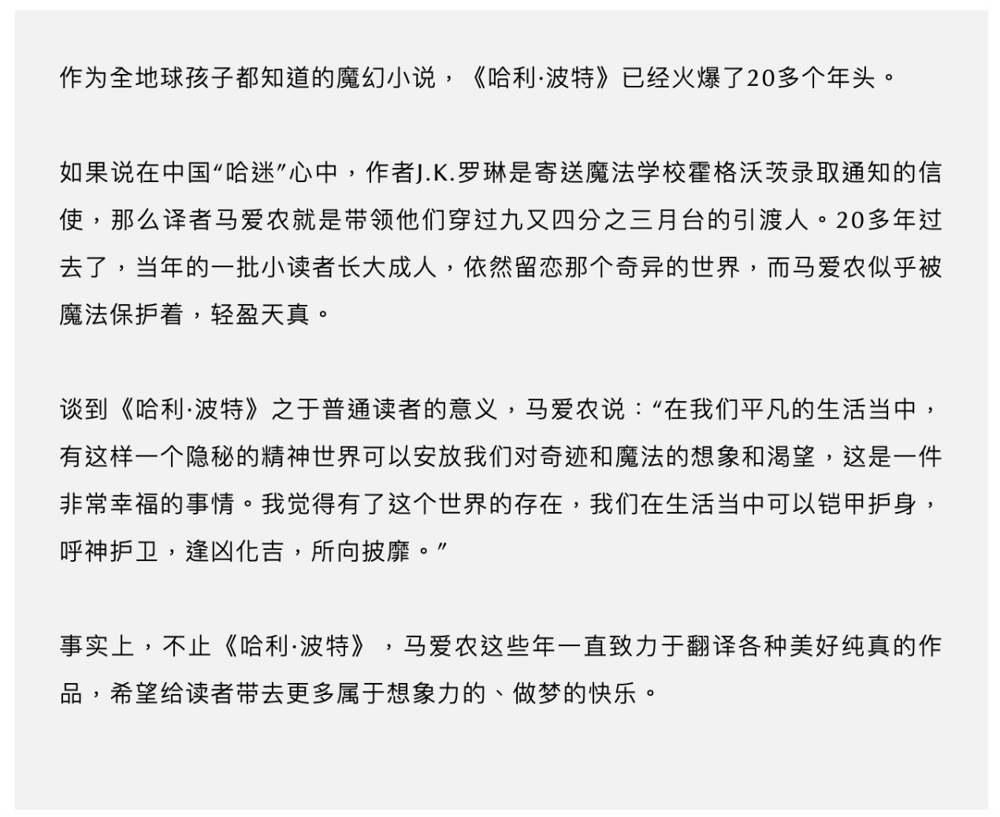 作为全地球孩子都知道的魔幻小说，《哈利·波特》已经火爆了20多个年头。
如果说在中国“哈迷”心中，作者J.K.罗琳是寄送魔法学校霍格沃茨录取通知的信
使，那么译者马爱农就是带领他们穿过九又四分之三月台的引渡人。20多年过
去了，当年的一批小读者长大成人，依然留恋那个奇异的世界，而马爱农似乎被
魔法保护着，轻盈天真。
谈到《哈利·波特》之于普通读者的意义，马爱农说：“在我们平凡的生活当中，
有这样一个隐秘的精神世界可以安放我们对奇迹和魔法的想象和渴望，这是一件
非常幸福的事情。我觉得有了这个世界的存在，我们在生活当中可以铠甲护身，
呼神护卫，逢凶化吉，所向披靡。”
事实上，不止《哈利·波特》，马爱农这些年一直致力于翻译各种美好纯真的作
品，希望给读者带去更多属于想象力的、做梦的快乐。